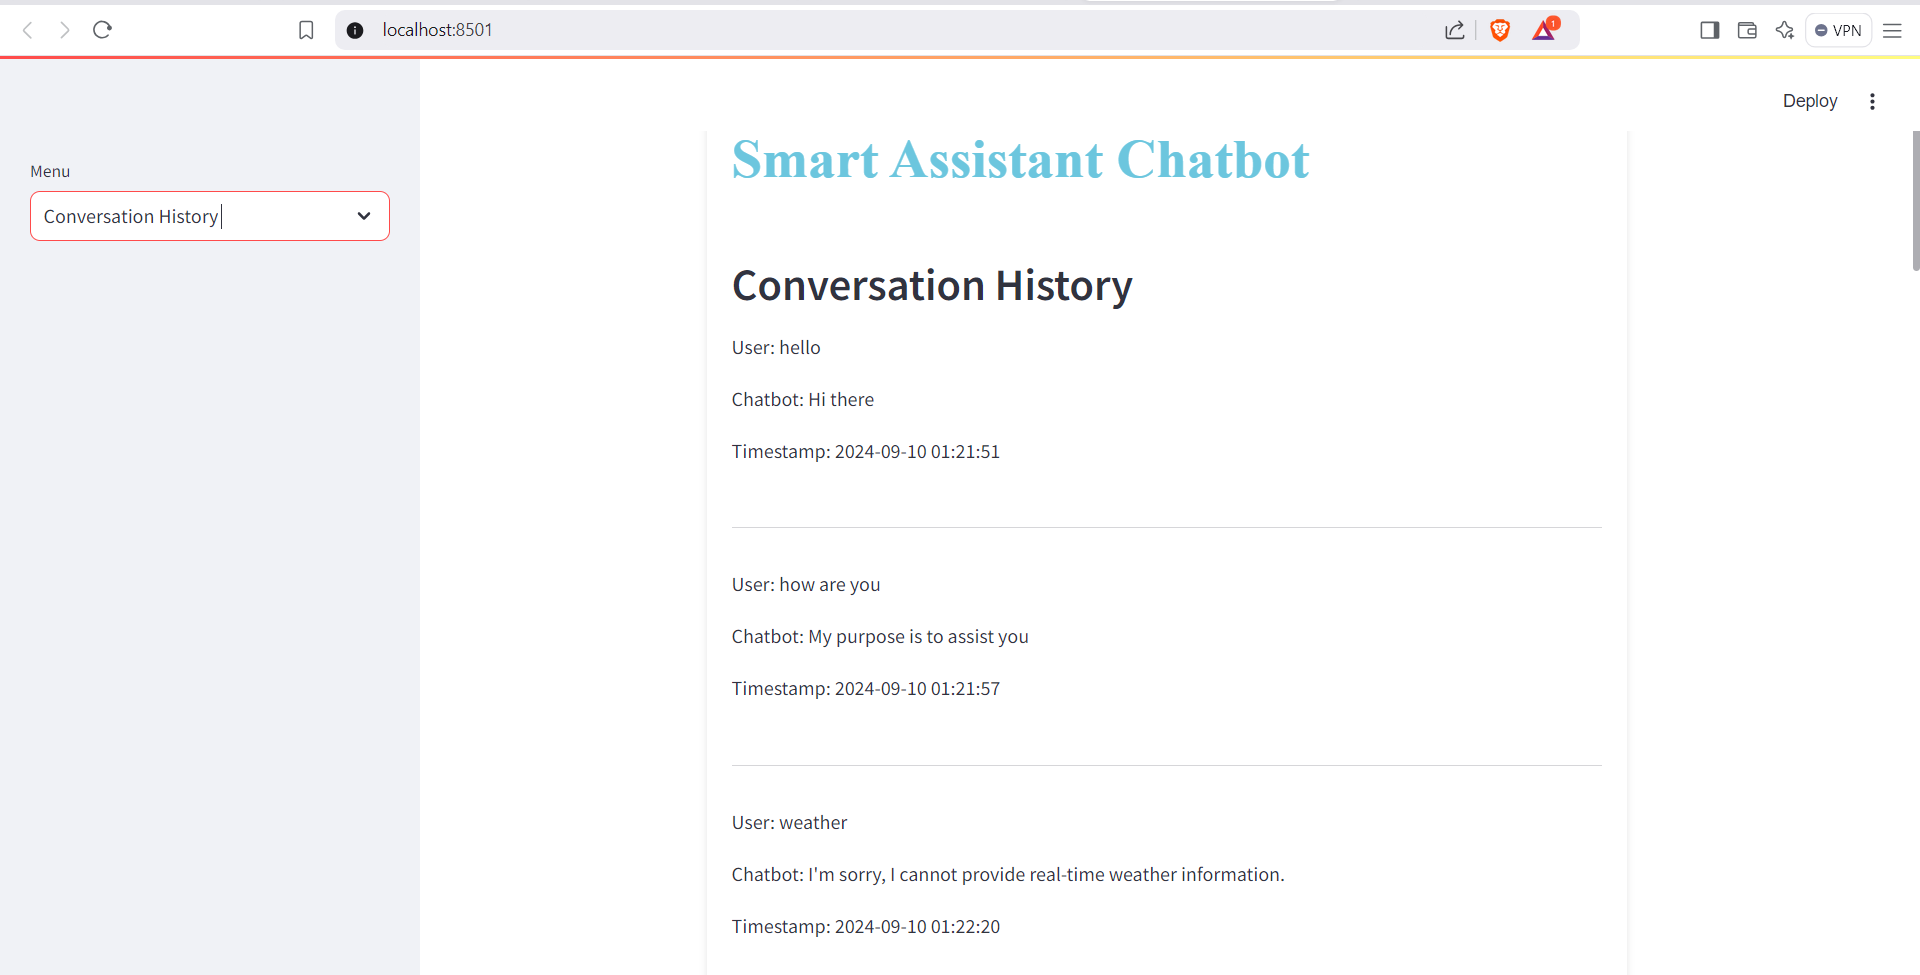 localhost:8501
1
VPN
Deploy
Menu
Conversation History
Smart Assistant Chatbot
Conversation History
User: hello
Chatbot: Hi there
Timestamp: 2024-09-10 01:21:51
User: how are you
Chatbot: My purpose is to assist you
Timestamp: 2024-09-10 01:21:57
User: weather
Chatbot: I'm sorry, I cannot provide real-time weather information.
Timestamp: 2024-09-10 01:22:20